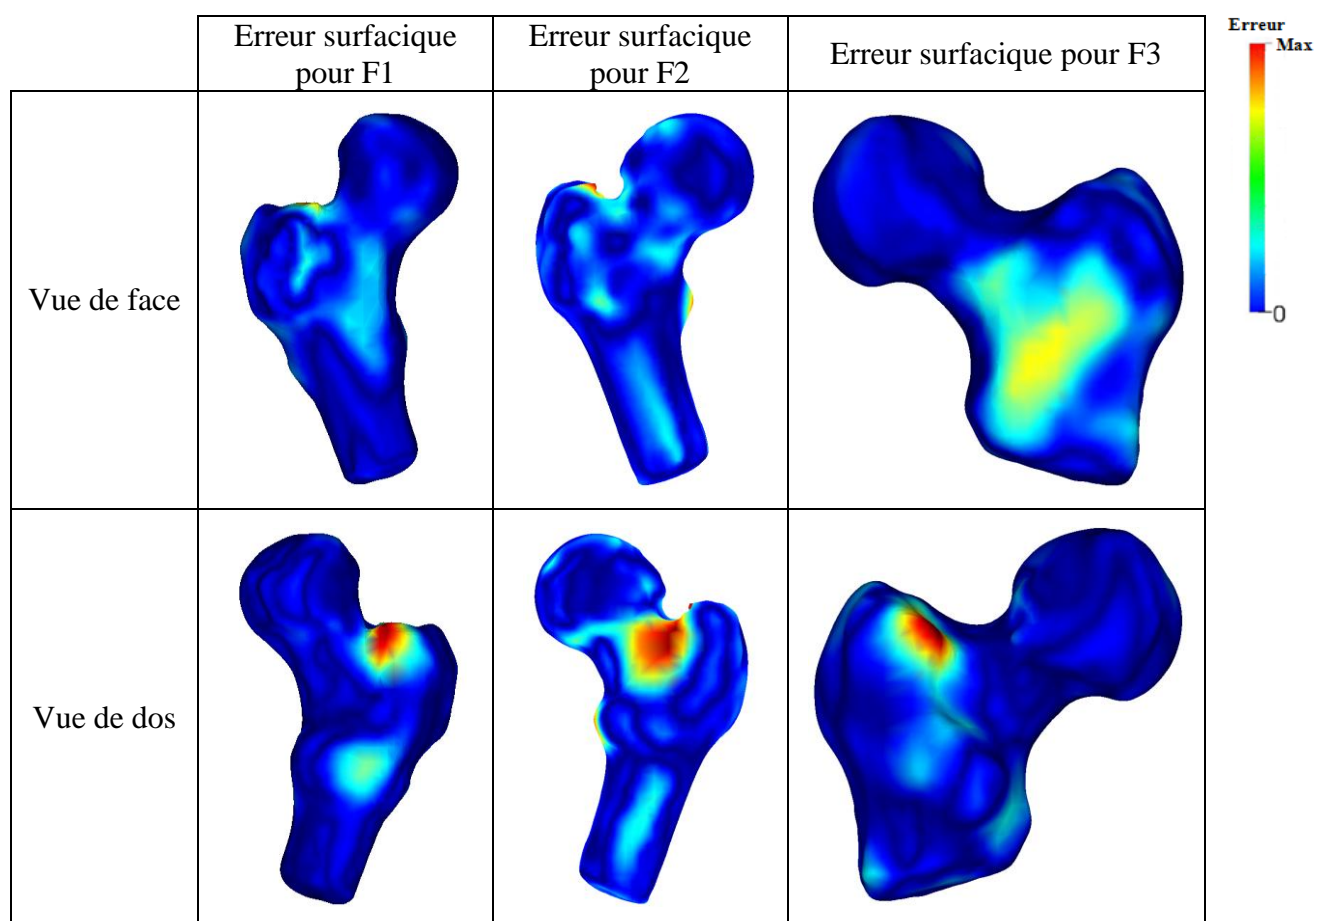 Erreur surfacique
pour F1
Erreur surfacique
pour F2
Erreur surfacique pour F3
Erreur
Max
0
Vue de face
Vue de dos